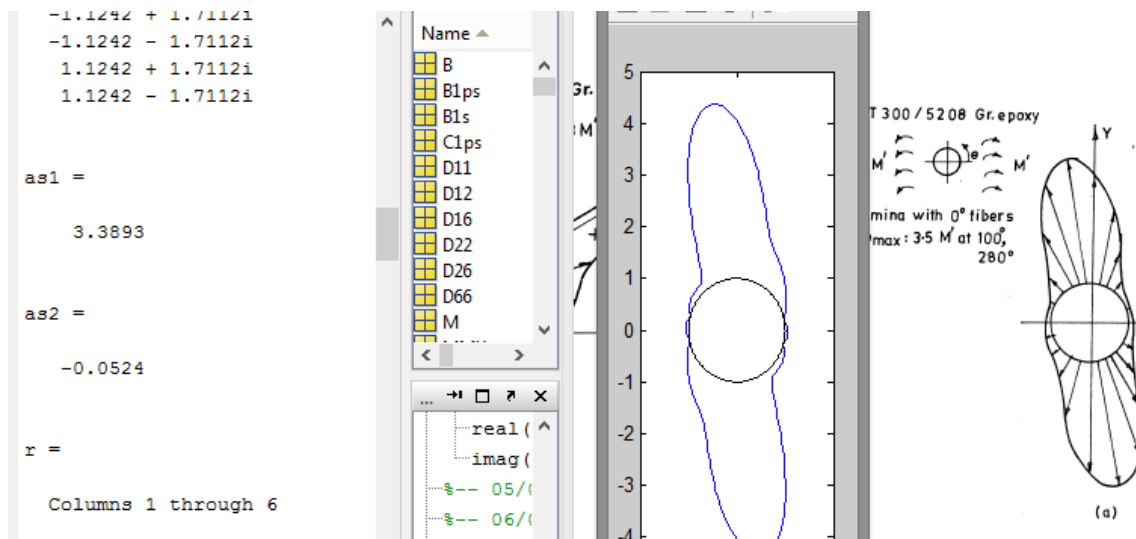 -1.1242 + 1.7112i
-1.1242 - 1.7112i
1.1242 + 1.7112i
1.1242 - 1.7112i
as1 =
3.3893
as2 =
-0.0524
r =
Columns 1 through 6
Name
B
B1ps
B1s
C1ps
D11
D12
D16
D22
D26
D66
M
...
real(
imag(
%-- 05/
%-- 06/
Gr.
M'
5
4
3
2
1
0
-1
-2
-3
-4
T 300/5208 Gr. epoxy
M' θ M'
mina with 0° fibers
max : 3.5 M' at 100°,
280°
Y
(a)